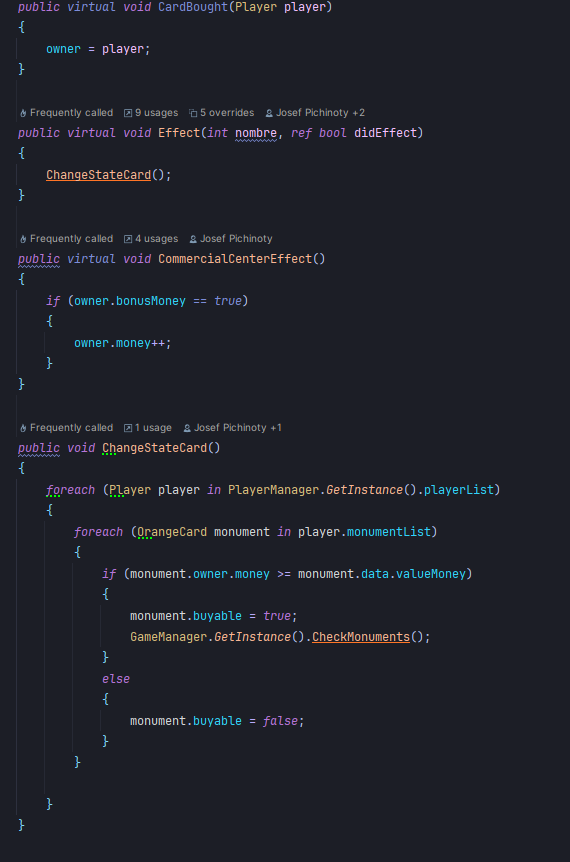 public virtual void CardBought(Player player)
{
    owner = player;
}
Frequently called 9 usages 5 overrides Josef Pichinoty +2
public virtual void Effect(int nombre, ref bool didEffect)
{
    ChangeStateCard();
}
Frequently called 4 usages Josef Pichinoty
public virtual void CommercialCenterEffect()
{
    if (owner.bonusMoney == true)
    {
        owner.money++;
    }
}
Frequently called 1 usage Josef Pichinoty +1
public void ChangeStateCard()
{
    foreach (Player player in PlayerManager.GetInstance().playerList)
    {
        foreach (OrangeCard monument in player.monumentList)
        {
            if (monument.owner.money >= monument.data.valueMoney)
            {
                monument.buyable = true;
                GameManager.GetInstance().CheckMonuments();
            }
            else
            {
                monument.buyable = false;
            }
        }
    }
}